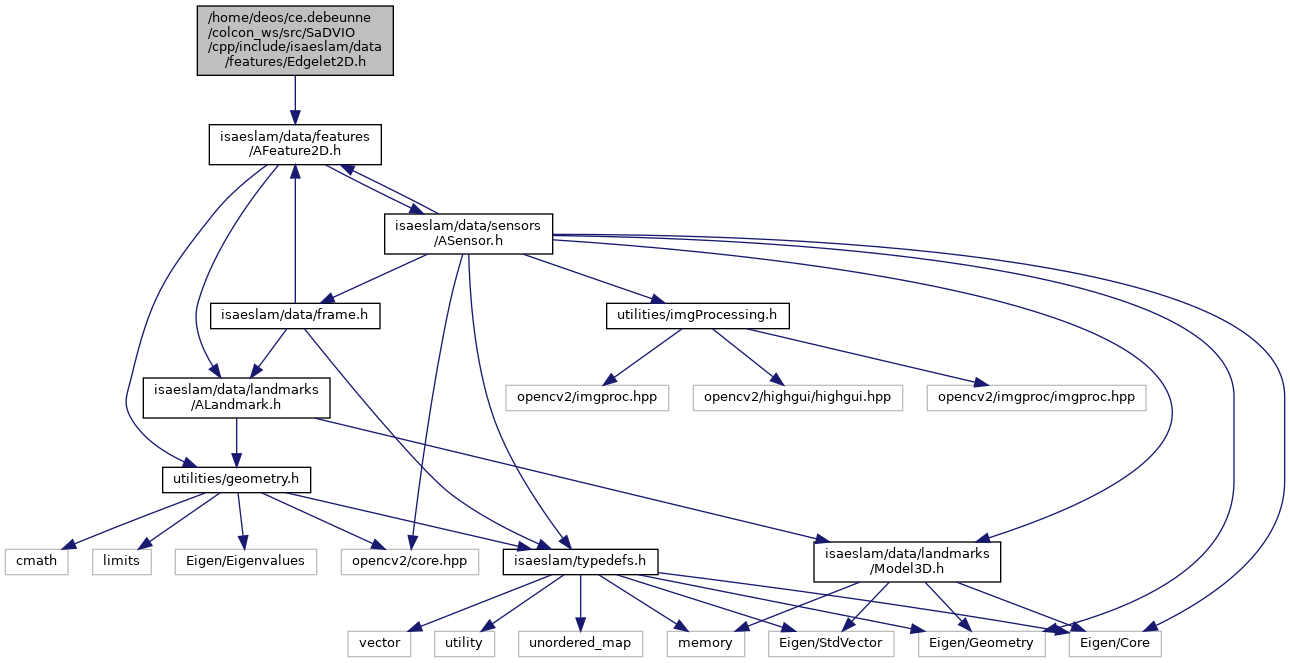 /home/deos/ce.debeunne
/colcon_ws/src/SaDVIO
/cpp/include/isaeslam/data
/features/Edgelet2D.h
isaeslam/data/features
/AFeature2D.h
isaeslam/data/sensors
/ASensor.h
isaeslam/data/frame.h
utilities/imgProcessing.h
isaeslam/data/landmarks
/ALandmark.h
opencv2/imgproc.hpp
opencv2/highgui/highgui.hpp
opencv2/imgproc/imgproc.hpp
utilities/geometry.h
cmath
limits
Eigen/Eigenvalues
opencv2/core.hpp
isaeslam/typedefs.h
isaeslam/data/landmarks
/Model3D.h
vector
utility
unordered_map
memory
Eigen/StdVector
Eigen/Geometry
Eigen/Core